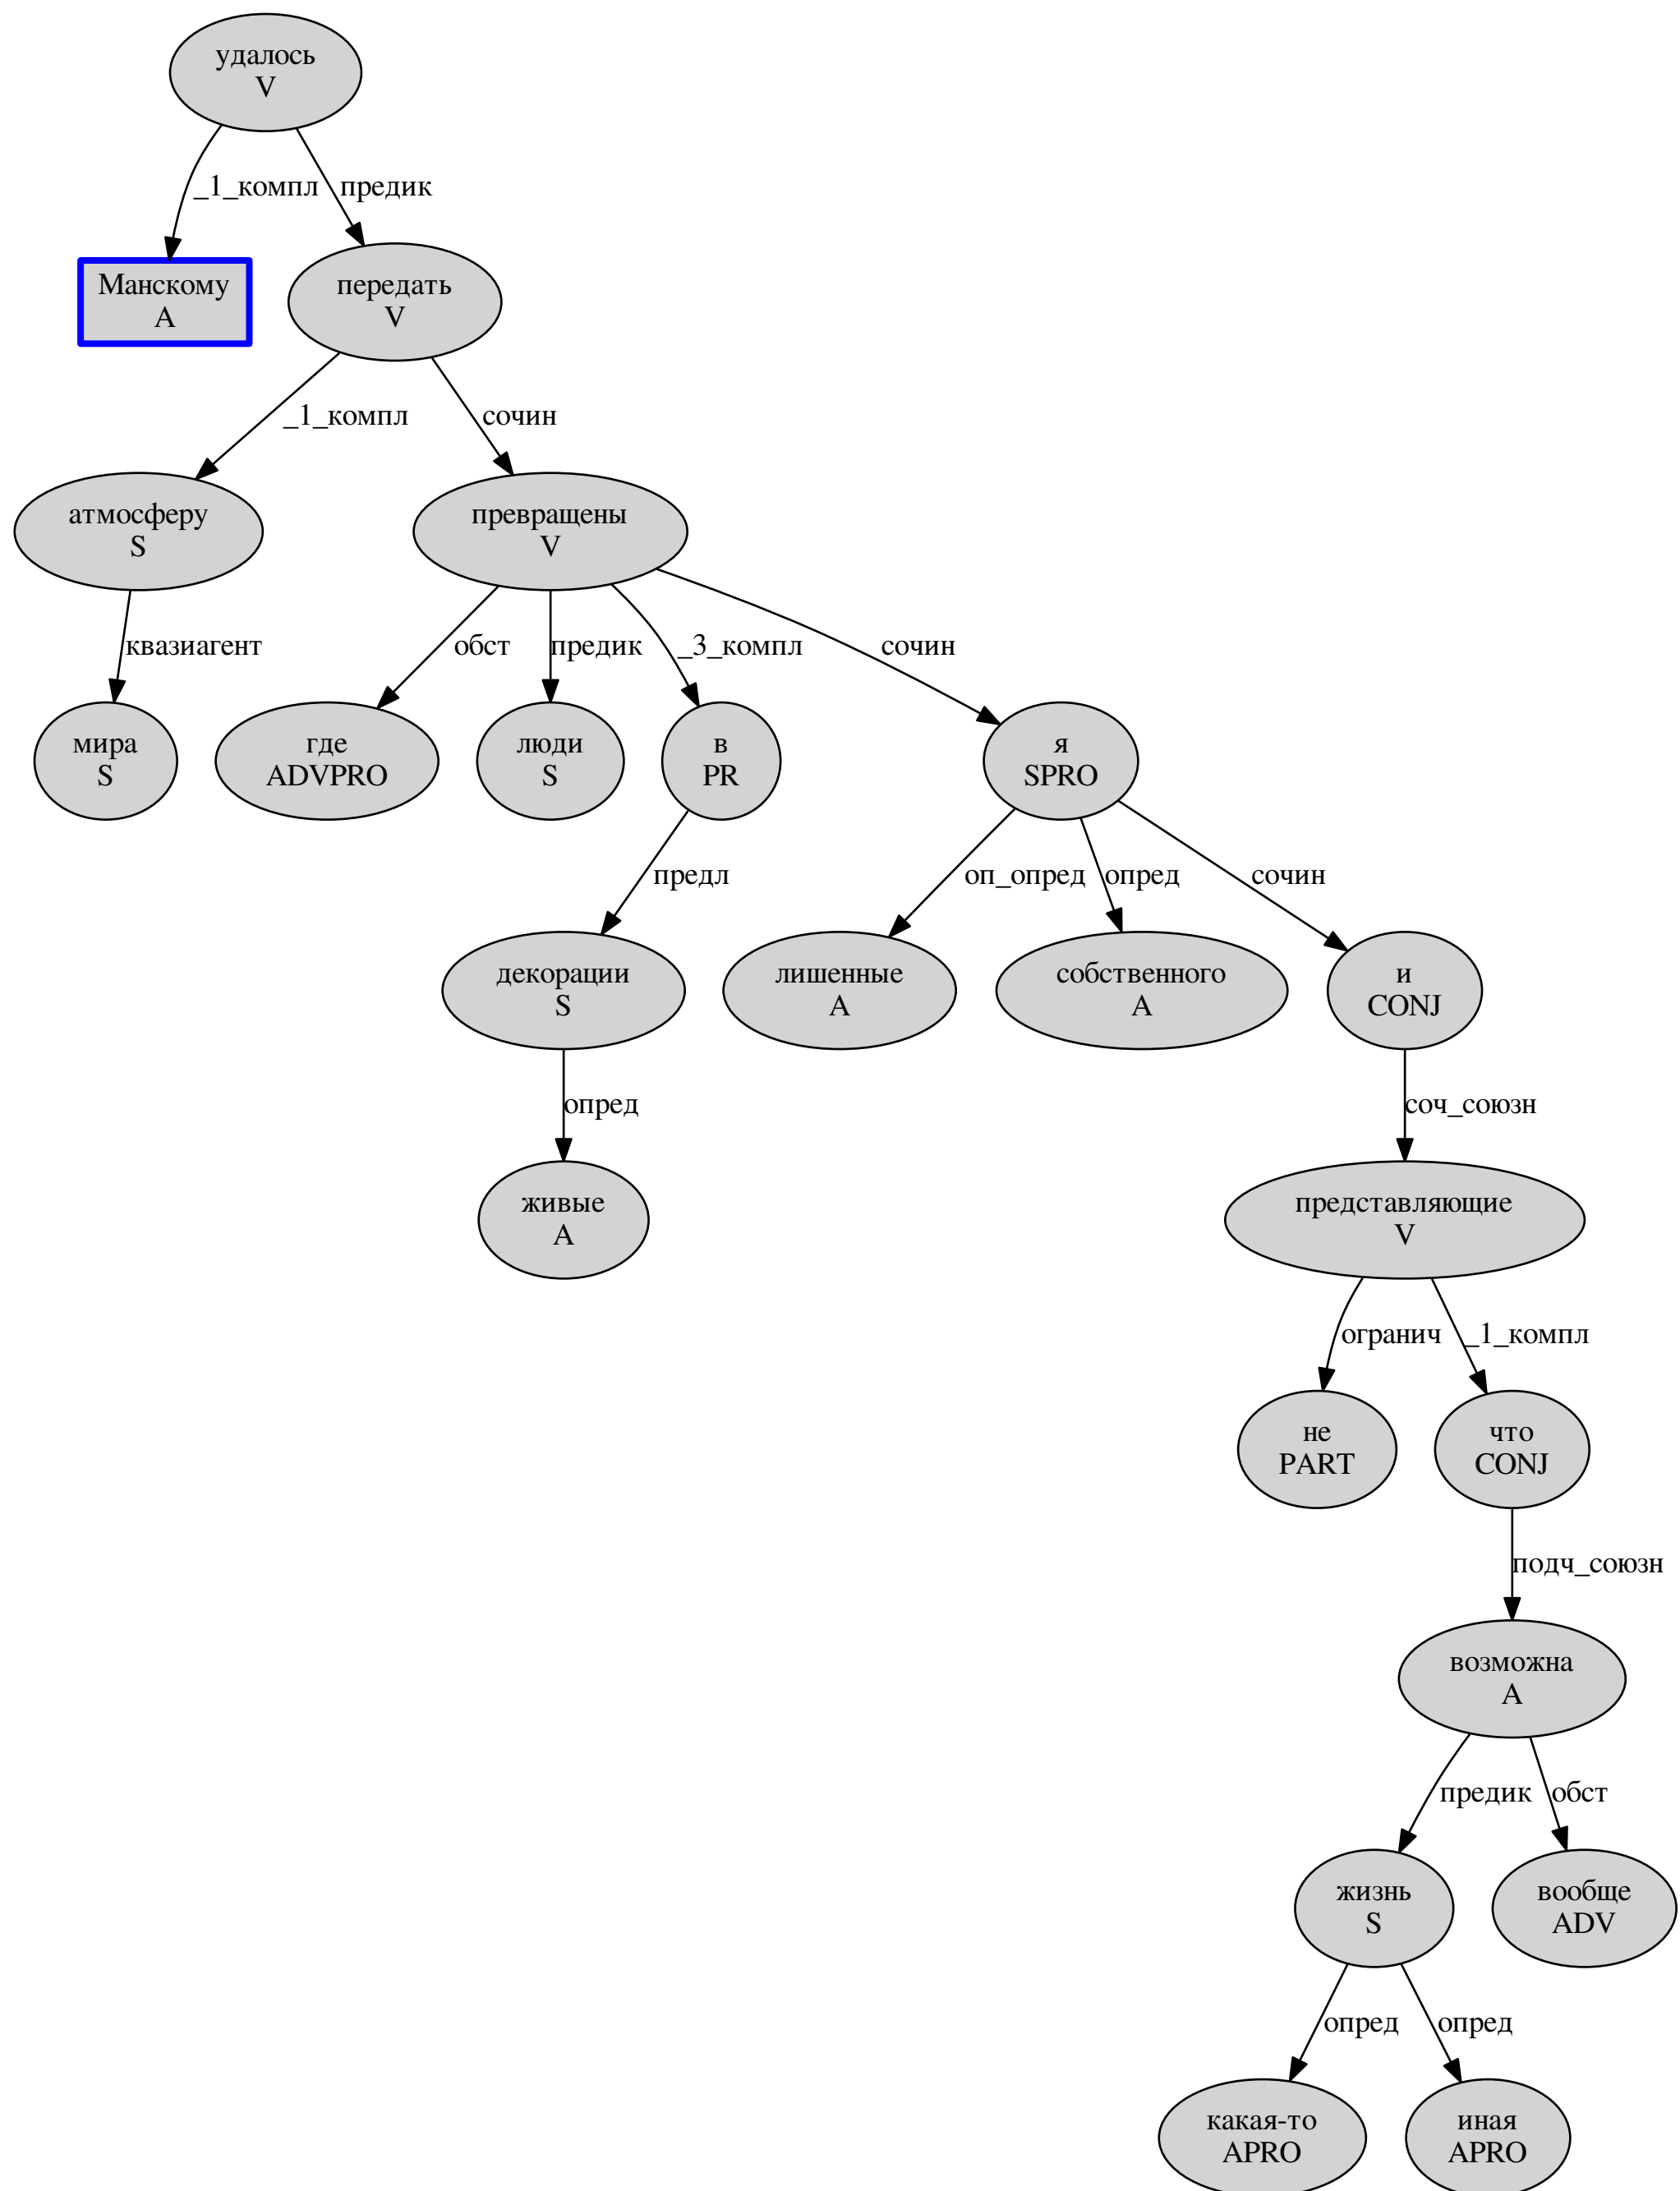 удалось
V
_1_компл
предик
Манскому
A
передать
V
_1_компл
сочин
атмосферу
S
превращены
V
квазиагент
обст
предик
_3_компл
сочин
мира
S
где
ADVPRO
люди
S
в
PR
я
SPRO
предл
оп_опред
опред
сочин
декорации
S
лишенные
A
собственного
A
и
CONJ
опред
соч_союзн
живые
A
представляющие
V
огранич
_1_компл
не
PART
что
CONJ
подч_союзн
возможна
A
предик
обст
жизнь
S
вообще
ADV
опред
опред
какая-то
APRO
иная
APRO